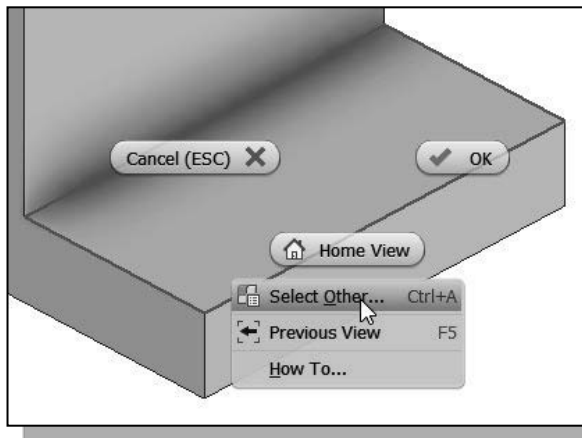 Cancel (ESC)
OK
Home View
Select Other... Ctrl+A
Previous View F5
How To...